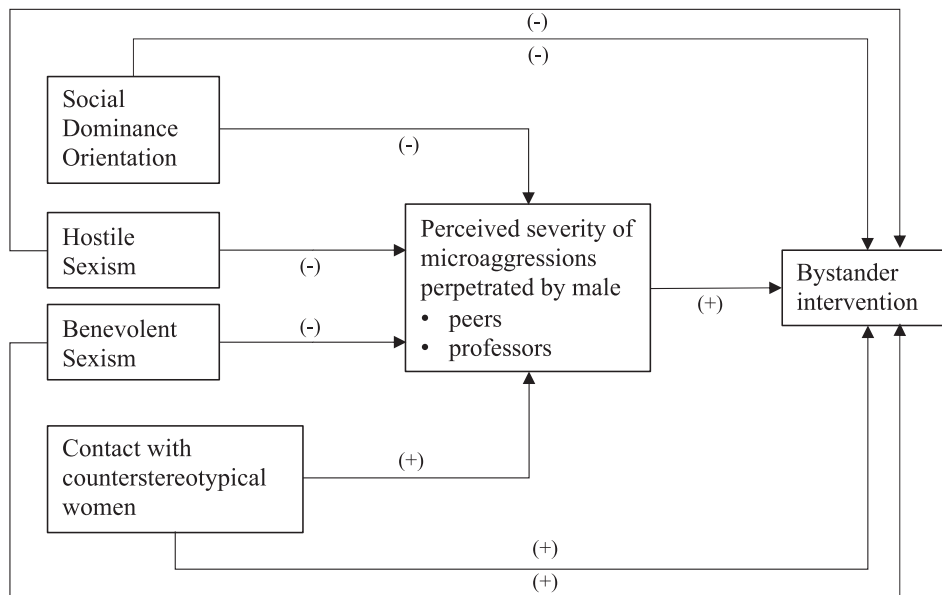 (-)
(-)
Social
Dominance
Orientation
(-)
Hostile
Sexism
(-)
Benevolent
Sexism
(-)
Perceived severity of
microaggressions
perpetrated by male
• peers
• professors
(+)
Bystander
intervention
Contact with
counterstereotypical
women
(+)
(+)
(+)